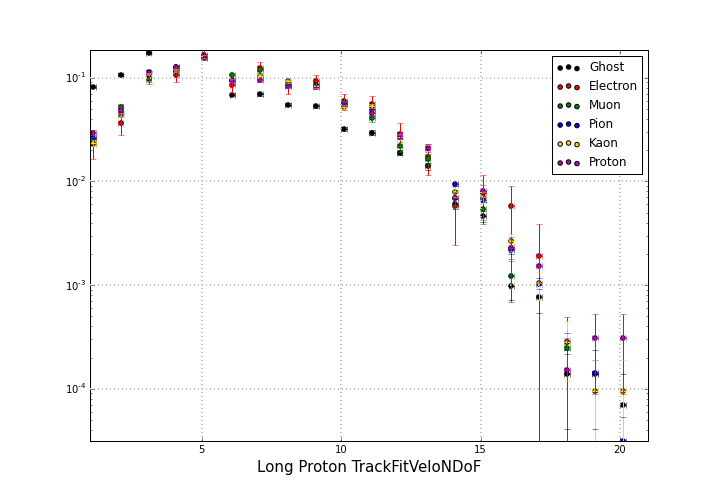 10⁻¹
10⁻²
10⁻³
10⁻⁴
Ghost
Electron
Muon
Pion
Kaon
Proton
5 10 15 20
Long Proton TrackFitVeloNDoF